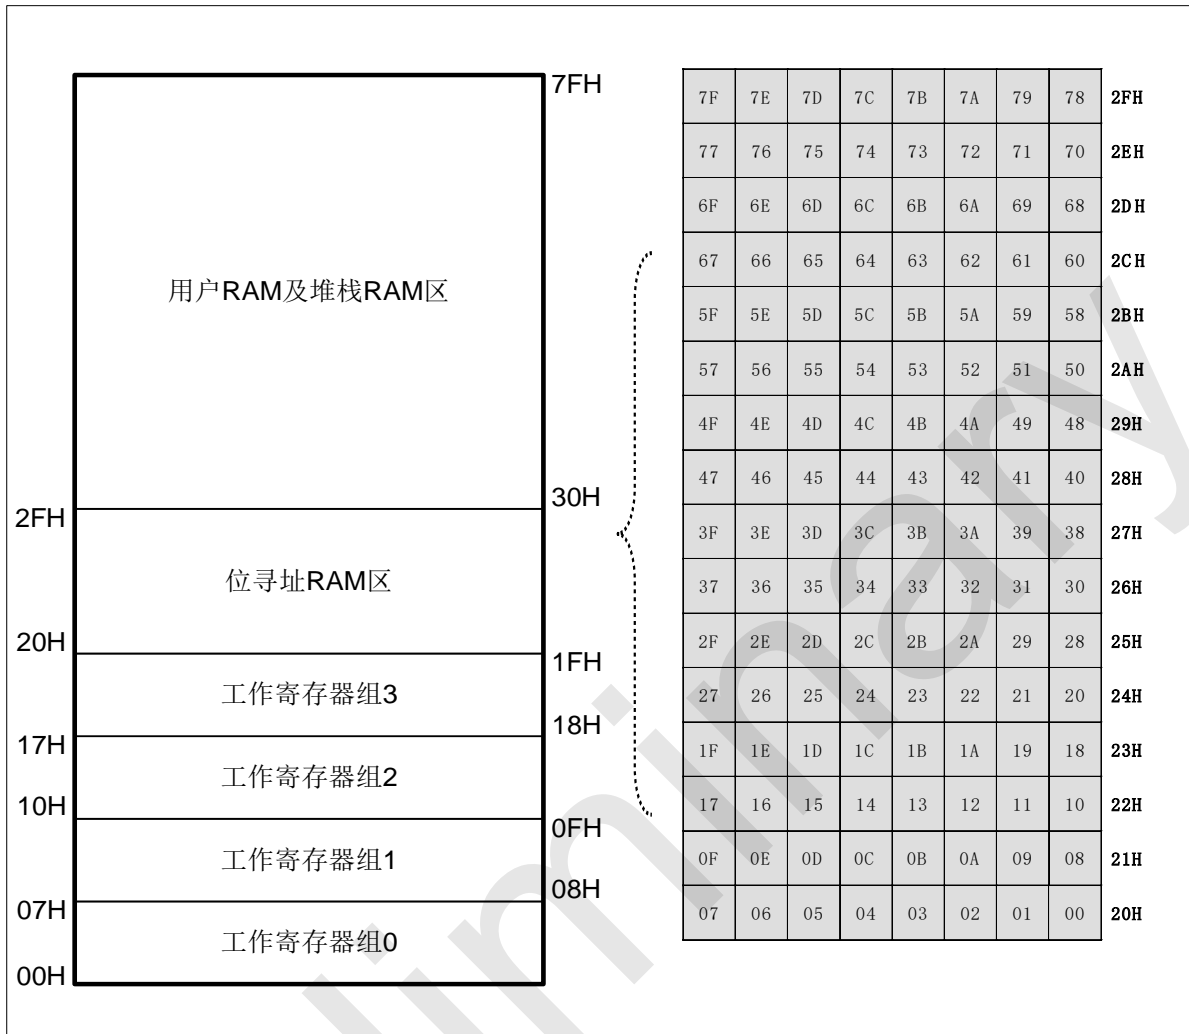 7FH
用户RAM及堆栈RAM区
30H
2FH
位寻址RAM区
20H
1FH
工作寄存器组3
18H
17H
工作寄存器组2
10H
0FH
工作寄存器组1
08H
07H
工作寄存器组0
00H
7F 7E 7D 7C 7B 7A 79 78 2FH
77 76 75 74 73 72 71 70 2EH
6F 6E 6D 6C 6B 6A 69 68 2DH
67 66 65 64 63 62 61 60 2CH
5F 5E 5D 5C 5B 5A 59 58 2BH
57 56 55 54 53 52 51 50 2AH
4F 4E 4D 4C 4B 4A 49 48 29H
47 46 45 44 43 42 41 40 28H
3F 3E 3D 3C 3B 3A 39 38 27H
37 36 35 34 33 32 31 30 26H
2F 2E 2D 2C 2B 2A 29 28 25H
27 26 25 24 23 22 21 20 24H
1F 1E 1D 1C 1B 1A 19 18 23H
17 16 15 14 13 12 11 10 22H
0F 0E 0D 0C 0B 0A 09 08 21H
07 06 05 04 03 02 01 00 20H
liminary